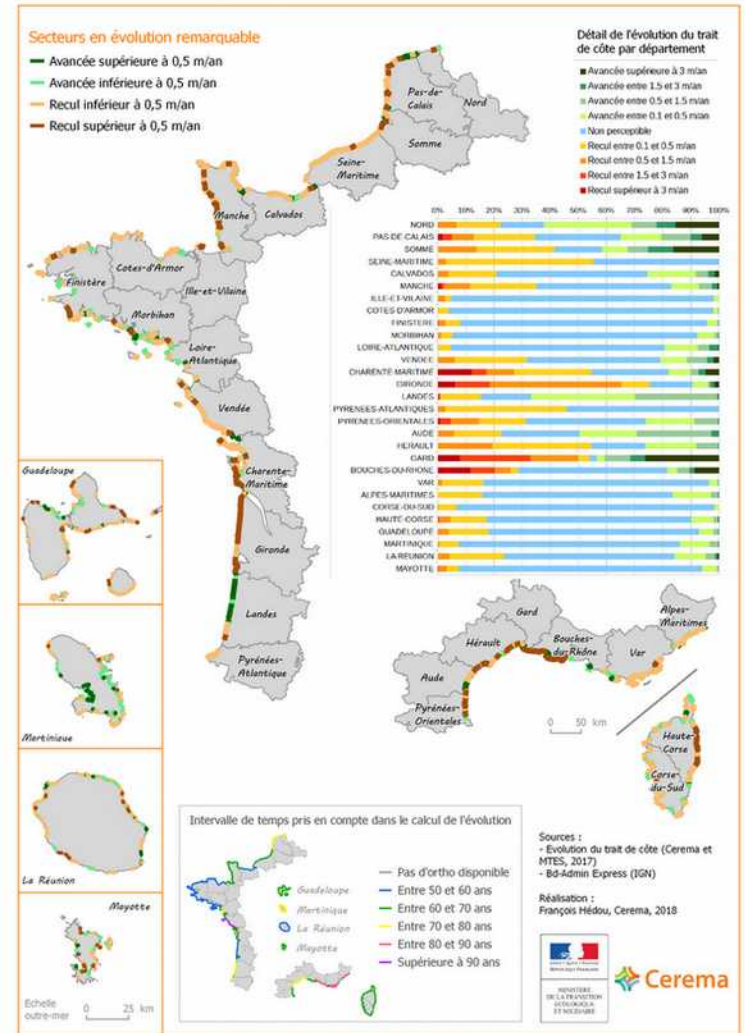 Secteurs en évolution remarquable
Avancée supérieure à 0,5 m/an
Avancée inférieure à 0,5 m/an
Recul inférieur à 0,5 m/an
Recul supérieur à 0,5 m/an
Détail de l'évolution du trait
de côte par département
Avancée supérieure à 3 m/an
Avancée entre 1.5 et 3 m/an
Avancée entre 0.5 et 1.5 m/an
Avancée entre 0.1 et 0.5 m/an
Non perceptible
Recul entre 0.1 et 0.5 m/an
Recul entre 0.5 et 1.5 m/an
Recul entre 1.5 et 3 m/an
Recul supérieur à 3 m/an
0% 10% 20% 30% 40% 50% 60% 70% 80% 90% 100%
NORD
PAS-DE-CALAIS
SOMME
SEINE-MARITIME
CALVADOS
MANCHE
ILLE-ET-VILAINE
COTES-D'ARMOR
FINISTERE
MORBIHAN
LOIRE-ATLANTIQUE
VENDEE
CHARENTE-MARITIME
GIRONDE
LANDES
PYRENEES-ATLANTIQUES
PYRENEES-ORIENTALES
AUDE
HERAULT
GARD
BOUCHES-DU-RHONE
VAR
ALPES-MARITIMES
CORSE-DU-SUD
HAUTE-CORSE
GUADELOUPE
MARTINIQUE
LA RÉUNION
MAYOTTE
Pas-de-
Calais
Nord
Somme
Seine-
Maritime
Manche
Calvados
Cotes-d'Armor
Finistère
Ille-et-Vilaine
Morbihan
Loire-
Atlantique
Vendée
Charente-
Maritime
Gironde
Landes
Pyrénées-
Atlantique
Guadeloupe
Martinique
La Réunion
Mayotte
Echelle
outre-mer
0 25 km
Gard
Alpes-
Maritimes
Hérault
Bouches-
du-Rhône
Var
Aude
Pyrénées-
Orientales
0 50 km
Haute-
Corse
Corse-
du-Sud
Intervalle de temps pris en compte dans le calcul de l'évolution
Guadeloupe
Martinique
La Réunion
Mayotte
Pas d'ortho disponible
Entre 50 et 60 ans
Entre 60 et 70 ans
Entre 70 et 80 ans
Entre 80 et 90 ans
Supérieure à 90 ans
Sources :
- Evolution du trait de côte (Cerema et
MTES, 2017)
- Bd-Admin Express (IGN)
Réalisation :
François Hédou, Cerema, 2018
RÉPUBLIQUE FRANÇAISE
MINISTÈRE
DE LA TRANSITION
ÉCOLOGIQUE
ET SOLIDAIRE
Cerema